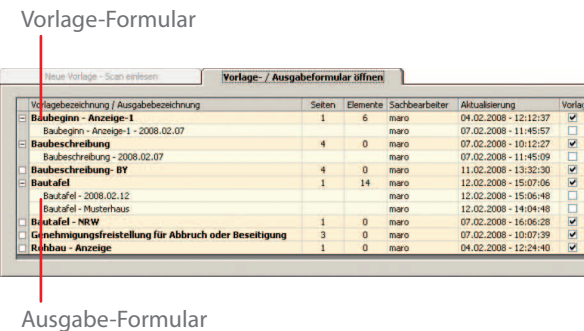 Vorlage-Formular
Neue Vorlage - Scan einlesen Vorlage- / Ausgabeformular öffnen
Vorlagebezeichnung / Ausgabebezeichnung Seiten Elemente Sachbearbeiter Aktualisierung Vorlag
Baubeginn - Anzeige-1 1 6 maro 04.02.2008 - 12:12:37
Baubeginn - Anzeige-1 - 2008.02.07 maro 07.02.2008 - 11:45:57
Baubeschreibung 4 0 maro 07.02.2008 - 10:12:27
Baubeschreibung - 2008.02.07 maro 07.02.2008 - 11:45:09
Baubeschreibung- BY 4 0 maro 11.02.2008 - 13:32:30
Bautafel 1 14 maro 12.02.2008 - 15:07:06
Bautafel - 2008.02.12 maro 12.02.2008 - 15:06:48
Bautafel - Musterhaus maro 12.02.2008 - 14:04:48
Bautafel - NRW 1 0 maro 07.02.2008 - 16:06:28
Genehmigungsfreistellung für Abbruch oder Beseitigung 3 0 maro 07.02.2008 - 10:07:39
Rohbau - Anzeige 1 0 maro 04.02.2008 - 12:24:40
Ausgabe-Formular